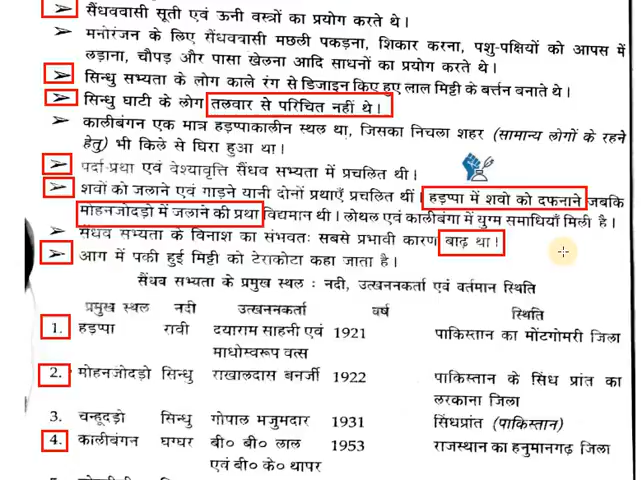 सैंधववासी सूती एवं ऊनी वस्त्रों का प्रयोग करते थे।
मनोरंजन के लिए सैंधववासी मछली पकड़ना, शिकार करना, पशु-पक्षियों को आपस में
लड़ाना, चौपड़ और पासा खेलना आदि साधनों का प्रयोग करते थे।
सिन्धु सभ्यता के लोग काले रंग से डिजाइन किए हुए लाल मिट्टी के बर्त्तन बनाते थे।
सिन्धु घाटी के लोग तलवार से परिचित नहीं थे।
कालीबंगन एक मात्र हड़प्पाकालीन स्थल था, जिसका निचला शहर (सामान्य लोगों के रहने
हेतु) भी किले से घिरा हुआ था।
पर्दा-प्रथा एवं वेश्यावृत्ति सैंधव सभ्यता में प्रचलित थी।
शवों को जलाने एवं गाड़ने यानी दोनों प्रथाएँ प्रचलित थीं। हड़प्पा में शवों को दफनाने जबकि
मोहनजोदड़ो में जलाने की प्रथा विद्यमान थी। लोथल एवं कालीबंगा में युग्म समाधियाँ मिली है।
सैंधव सभ्यता के विनाश का संभवतः सबसे प्रभावी कारण बाढ़ था।
आग में पकी हुई मिट्टी को टेराकोटा कहा जाता है।
सैंधव सभ्यता के प्रमुख स्थल : नदी, उत्खननकर्ता एवं वर्तमान स्थिति
प्रमुख स्थल नदी उत्खननकर्ता वर्ष स्थिति
1. हड़प्पा रावी दयाराम साहनी एवं 1921 पाकिस्तान का मोंटगोमरी जिला
माधोस्वरूप वत्स
2. मोहनजोदड़ो सिन्धु राखालदास बनर्जी 1922 पाकिस्तान के सिंध प्रांत का
लरकाना जिला
3. चन्हूदड़ो सिन्धु गोपाल मजुमदार 1931 सिंधप्रांत (पाकिस्तान)
4. कालीबंगन घग्घर बी० बी० लाल 1953 राजस्थान का हनुमानगढ़ जिला
एवं बी० के० थापर